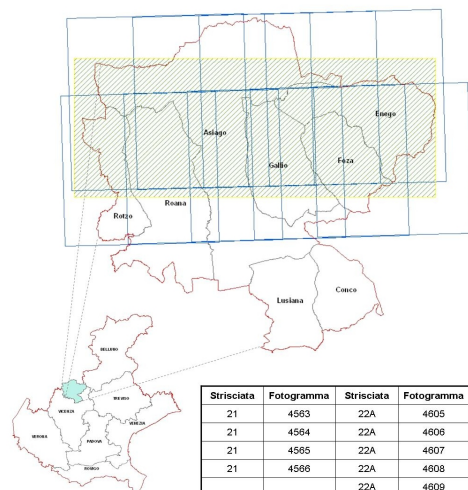 Enego
Asiago
Gallio
Foza
Roana
Rotzo
Lusiana
Conco
BELLUNO
TREVISO
VICENZA
VENEZIA
VERONA
PADOVA
ROVIGO
Strisciata Fotogramma Strisciata Fotogramma
21 4563 22A 4605
21 4564 22A 4606
21 4565 22A 4607
21 4566 22A 4608
22A 4609